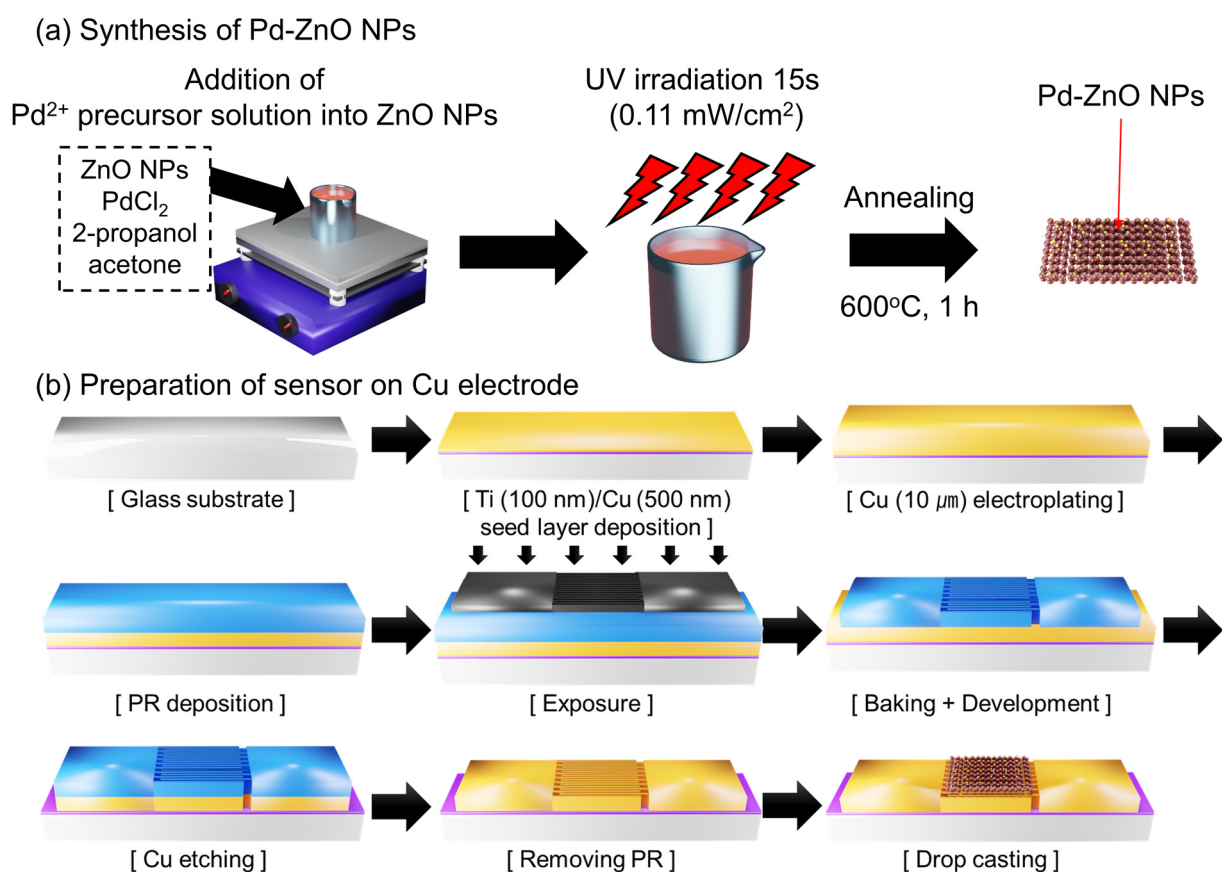 (a) Synthesis of Pd-ZnO NPs
Addition of
Pd²⁺ precursor solution into ZnO NPs
ZnO NPs
PdCl₂
2-propanol
acetone
UV irradiation 15s
(0.11 mW/cm²)
Annealing
600°C, 1 h
Pd-ZnO NPs
(b) Preparation of sensor on Cu electrode
[ Glass substrate ]
[ Ti (100 nm)/Cu (500 nm)
seed layer deposition ]
[ Cu (10 ㎛) electroplating ]
[ PR deposition ]
[ Exposure ]
[ Baking + Development ]
[ Cu etching ]
[ Removing PR ]
[ Drop casting ]